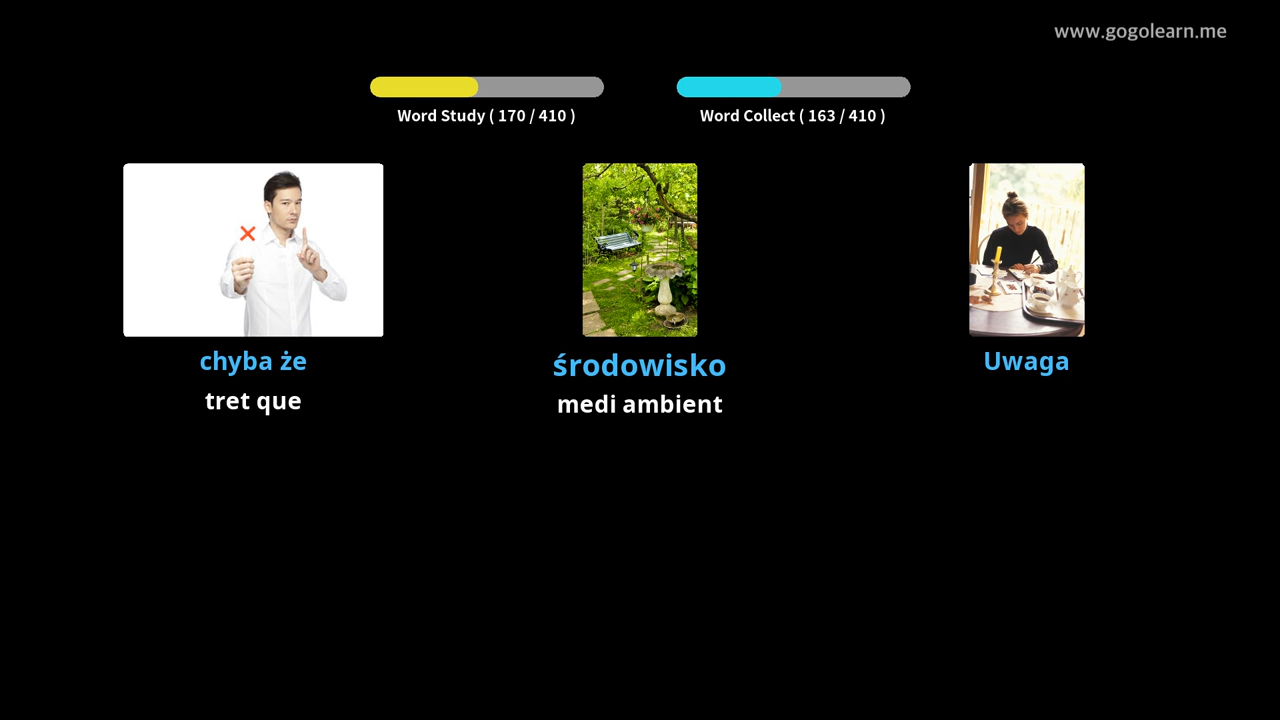 www.gogolearn.me
Word Study ( 170 / 410 )
Word Collect ( 163 / 410 )
chyba że
tret que
środowisko
medi ambient
Uwaga